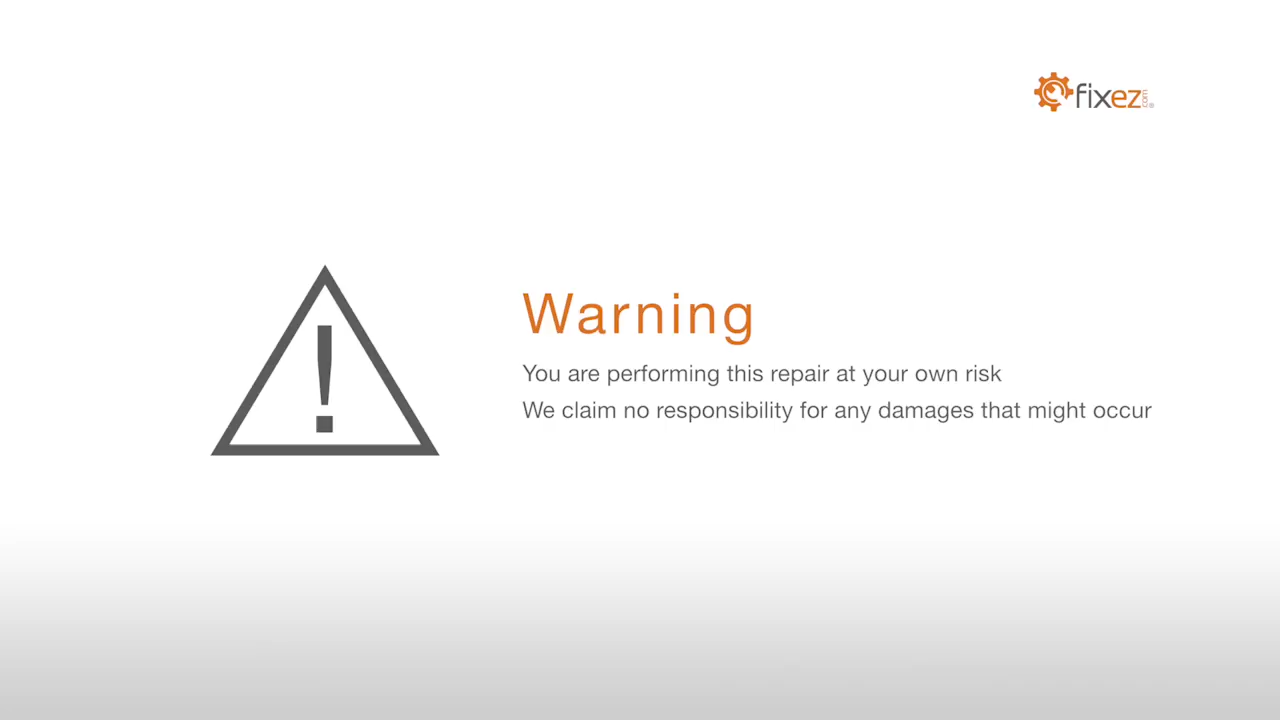 fixez.com®
Warning
You are performing this repair at your own risk
We claim no responsibility for any damages that might occur